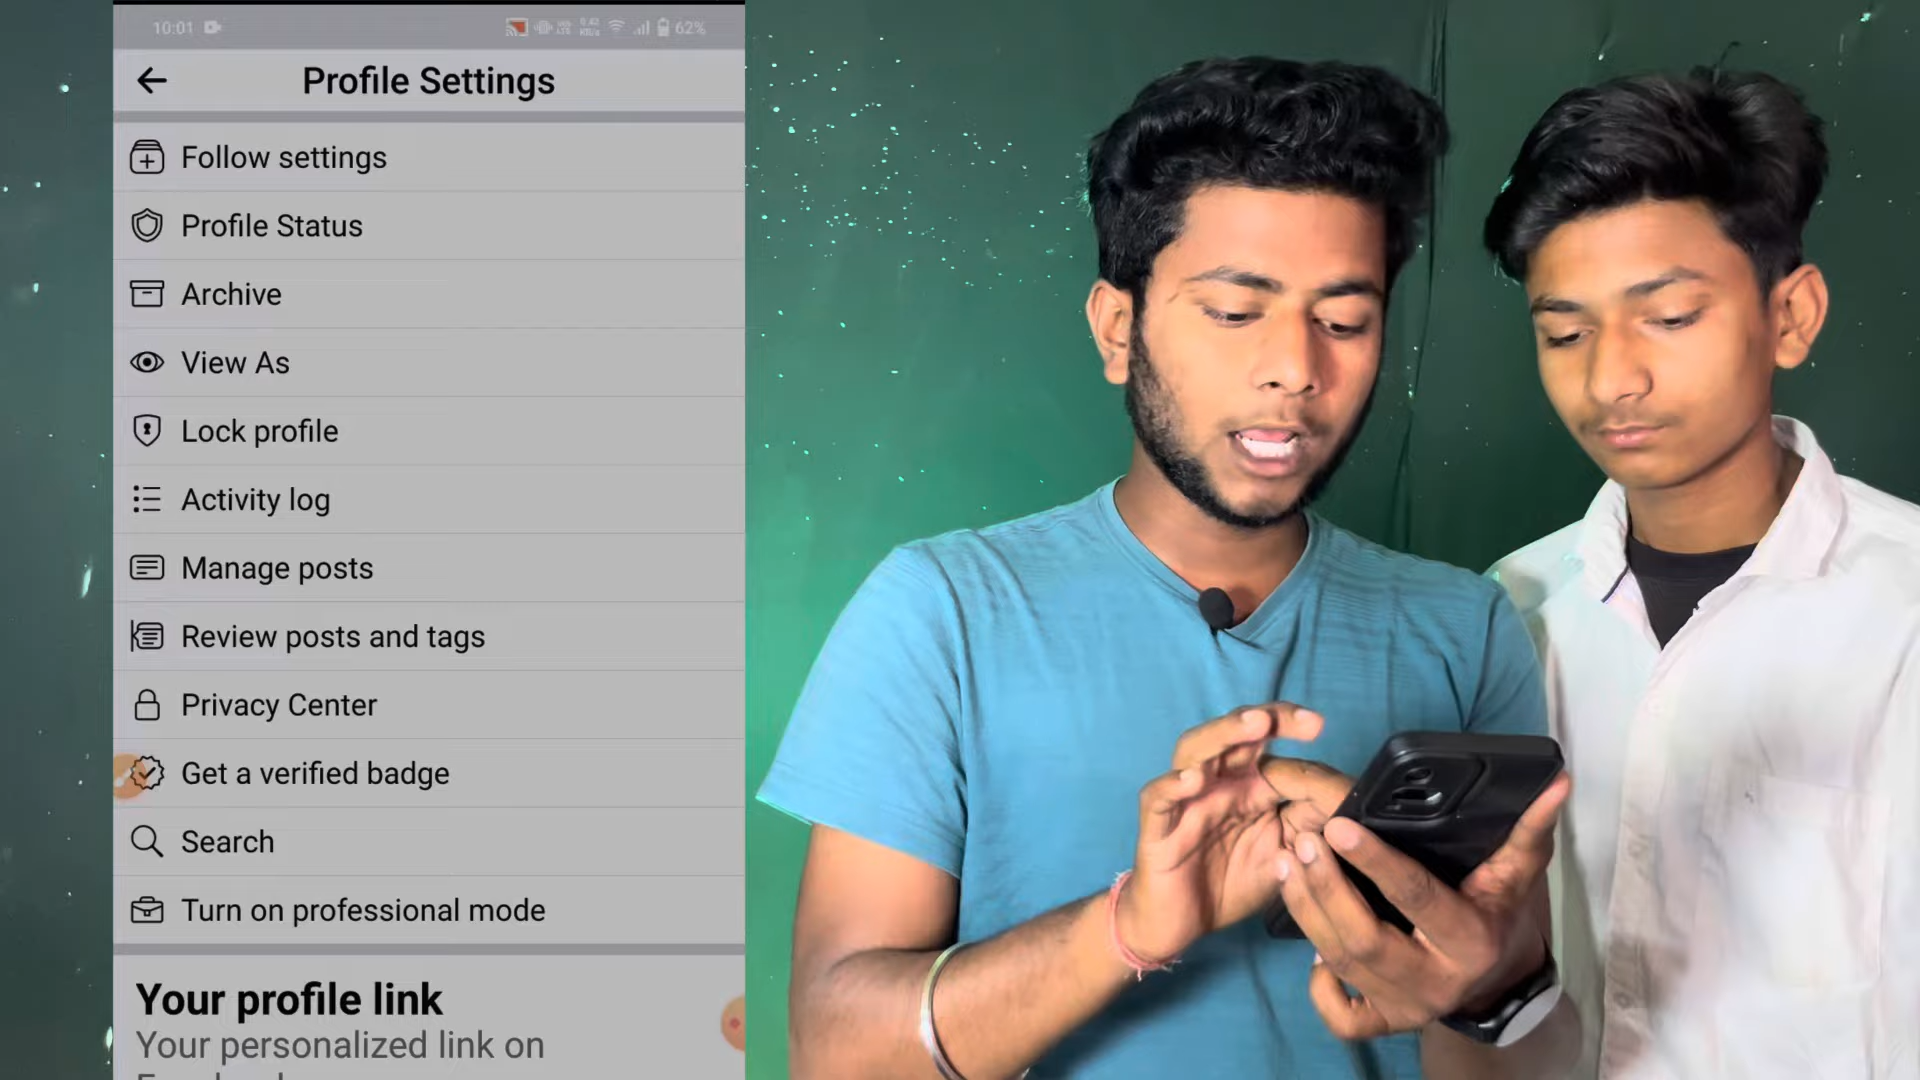 10:01
62%
Profile Settings
Follow settings
Profile Status
Archive
View As
Lock profile
Activity log
Manage posts
Review posts and tags
Privacy Center
Get a verified badge
Search
Turn on professional mode
Your profile link
Your personalized link on